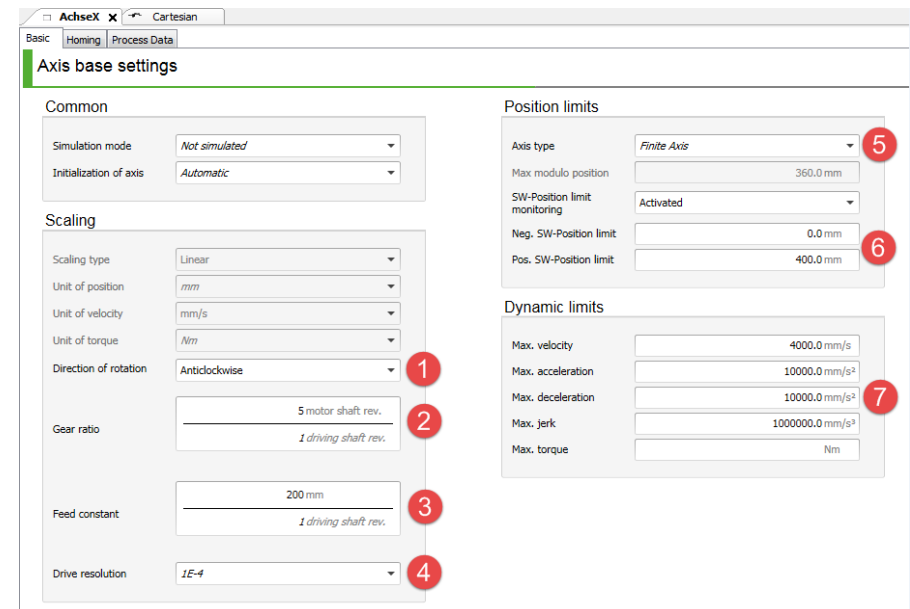 AchseX x Cartesian
Basic Homing Process Data
Axis base settings
Common
Simulation mode Not simulated
Initialization of axis Automatic
Scaling
Scaling type Linear
Unit of position mm
Unit of velocity mm/s
Unit of torque Nm
Direction of rotation Anticlockwise 1
Gear ratio 5 motor shaft rev. 2
1 driving shaft rev.
Feed constant 200 mm 3
1 driving shaft rev.
Drive resolution 1E-4 4
Position limits
Axis type Finite Axis 5
Max modulo position 360.0 mm
SW-Position limit
monitoring Activated
Neg. SW-Position limit 0.0 mm
6
Pos. SW-Position limit 400.0 mm
Dynamic limits
Max. velocity 4000.0 mm/s
Max. acceleration 10000.0 mm/s²
Max. deceleration 10000.0 mm/s² 7
Max. jerk 1000000.0 mm/s³
Max. torque Nm